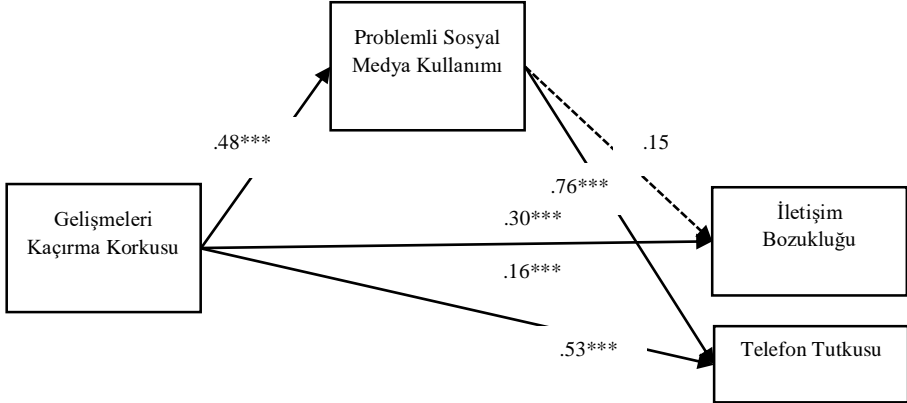 Problemli Sosyal
Medya Kullanımı
.48***
.15
.76***
Gelişmeleri
Kaçırma Korkusu
.30***
İletişim
Bozukluğu
.16***
.53***
Telefon Tutkusu